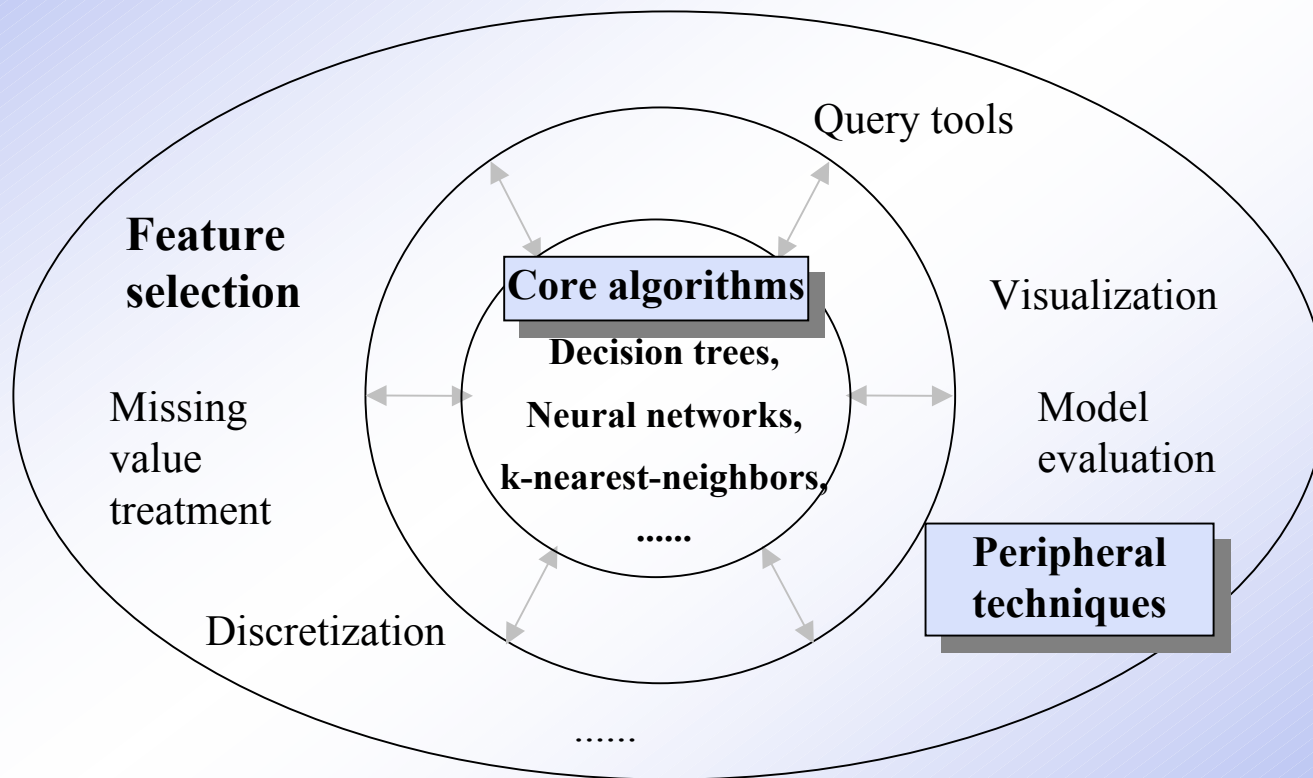 Query tools
Feature
selection
Core algorithms
Visualization
Decision trees,
Missing
value
treatment
Neural networks,
Model
evaluation
k-nearest-neighbors,
......
Peripheral
techniques
Discretization
......